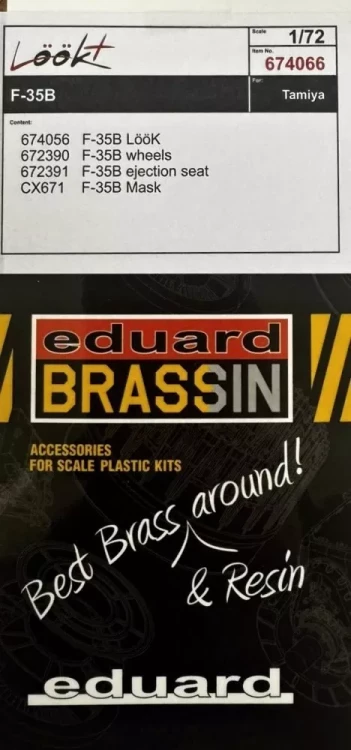 Löök+
Scale 1/72
Item No. 674066
F-35B
For: Tamiya
Content:
674056 F-35B LööK
672390 F-35B wheels
672391 F-35B ejection seat
CX671 F-35B Mask
eduard
BRASSIN
ACCESSORIES
FOR SCALE PLASTIC KITS
Best Brass around!
& Resin
eduard